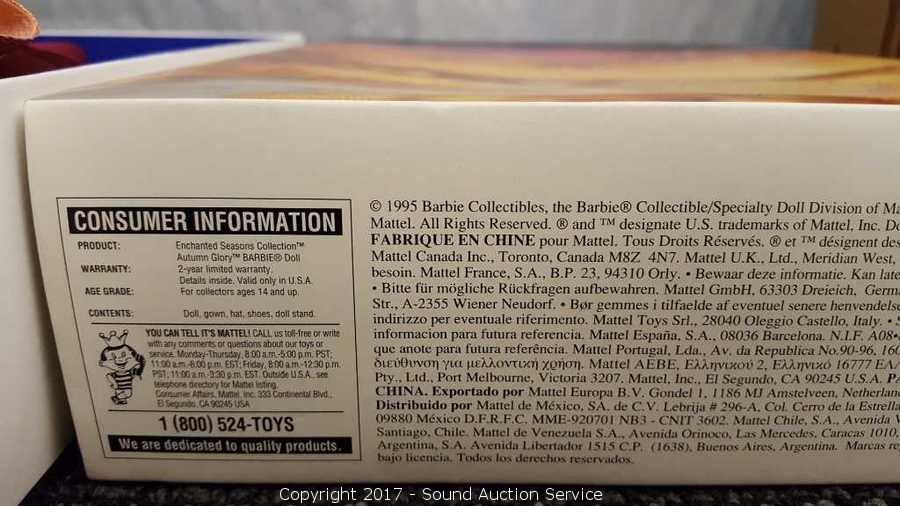 CONSUMER INFORMATION
PRODUCT: Enchanted Seasons Collection™
Autumn Glory™ BARBIE® Doll
WARRANTY: 2-year limited warranty.
Details inside. Valid only in U.S.A.
AGE GRADE: For collectors ages 14 and up.
CONTENTS: Doll, gown, hat, shoes, doll stand.
YOU CAN TELL IT'S MATTEL! CALL us toll-free or write
with any comments or questions about our toys or
service. Monday-Thursday, 8:00 a.m.-5:00 p.m. PST;
11:00 a.m.-8:00 p.m. EST; Friday, 8:00 a.m.-12:30 p.m.
PST; 11:00 a.m.-3:30 p.m. EST. Outside U.S.A., see
telephone directory for Mattel listing.
Consumer Affairs, Mattel, Inc. 333 Continental Blvd.,
El Segundo, CA 90245 USA
1 (800) 524-TOYS
We are dedicated to quality products.
© 1995 Barbie Collectibles, the Barbie® Collectible/Specialty Doll Division of Ma
Mattel. All Rights Reserved. ® and ™ designate U.S. trademarks of Mattel, Inc. Do
FABRIQUE EN CHINE pour Mattel. Tous Droits Réservés. ® et ™ désignent des
Mattel Canada Inc., Toronto, Canada M8Z 4N7. Mattel U.K., Ltd., Meridian West,
besoin. Mattel France, S.A., B.P. 23, 94310 Orly. • Bewaar deze informatie. Kan late
• Bitte für mögliche Rückfragen aufbewahren. Mattel GmbH, 63303 Dreieich, Germ
Str., A-2355 Wiener Neudorf. • Bør gemmes i tilfaelde af eventuel senere henvendelse
indirizzo per eventuale riferimento. Mattel Toys Srl., 28040 Oleggio Castello, Italy. • S
informacion para futura referencia. Mattel España, S.A., 08036 Barcelona. N.I.F. A08
que anote para futura referência. Mattel Portugal, Lda., Av. da Republica No.90-96, 160
διεύθυνση για μελλοντική χρήση. Mattel AEBE, Ελληνικού 2, Ελληνικό 16777 ΕΛΛ
Pty., Ltd., Port Melbourne, Victoria 3207. Mattel, Inc., El Segundo, CA 90245 U.S.A. PA
CHINA. Exportado por Mattel Europa B.V. Gondel 1, 1186 MJ Amstelveen, Nederlan
Distribuido por Mattel de México, SA. de C.V. Lebrija # 296-A, Col. Cerro de la Estrella
09880 México D.F.R.F.C. MME-920701 NB3 - CNIT 3602. Mattel Chile, S.A., Avenida
Santiago, Chile. Mattel de Venezuela S.A., Avenida Orinoco, Las Mercedes, Caracas 1010,
Argentina, S.A. Avenida Libertador 1515 C.P. (1638), Buenos Aires, Argentina. Marcas re
bajo licencia. Todos los derechos reservados.
Copyright 2017 - Sound Auction Service